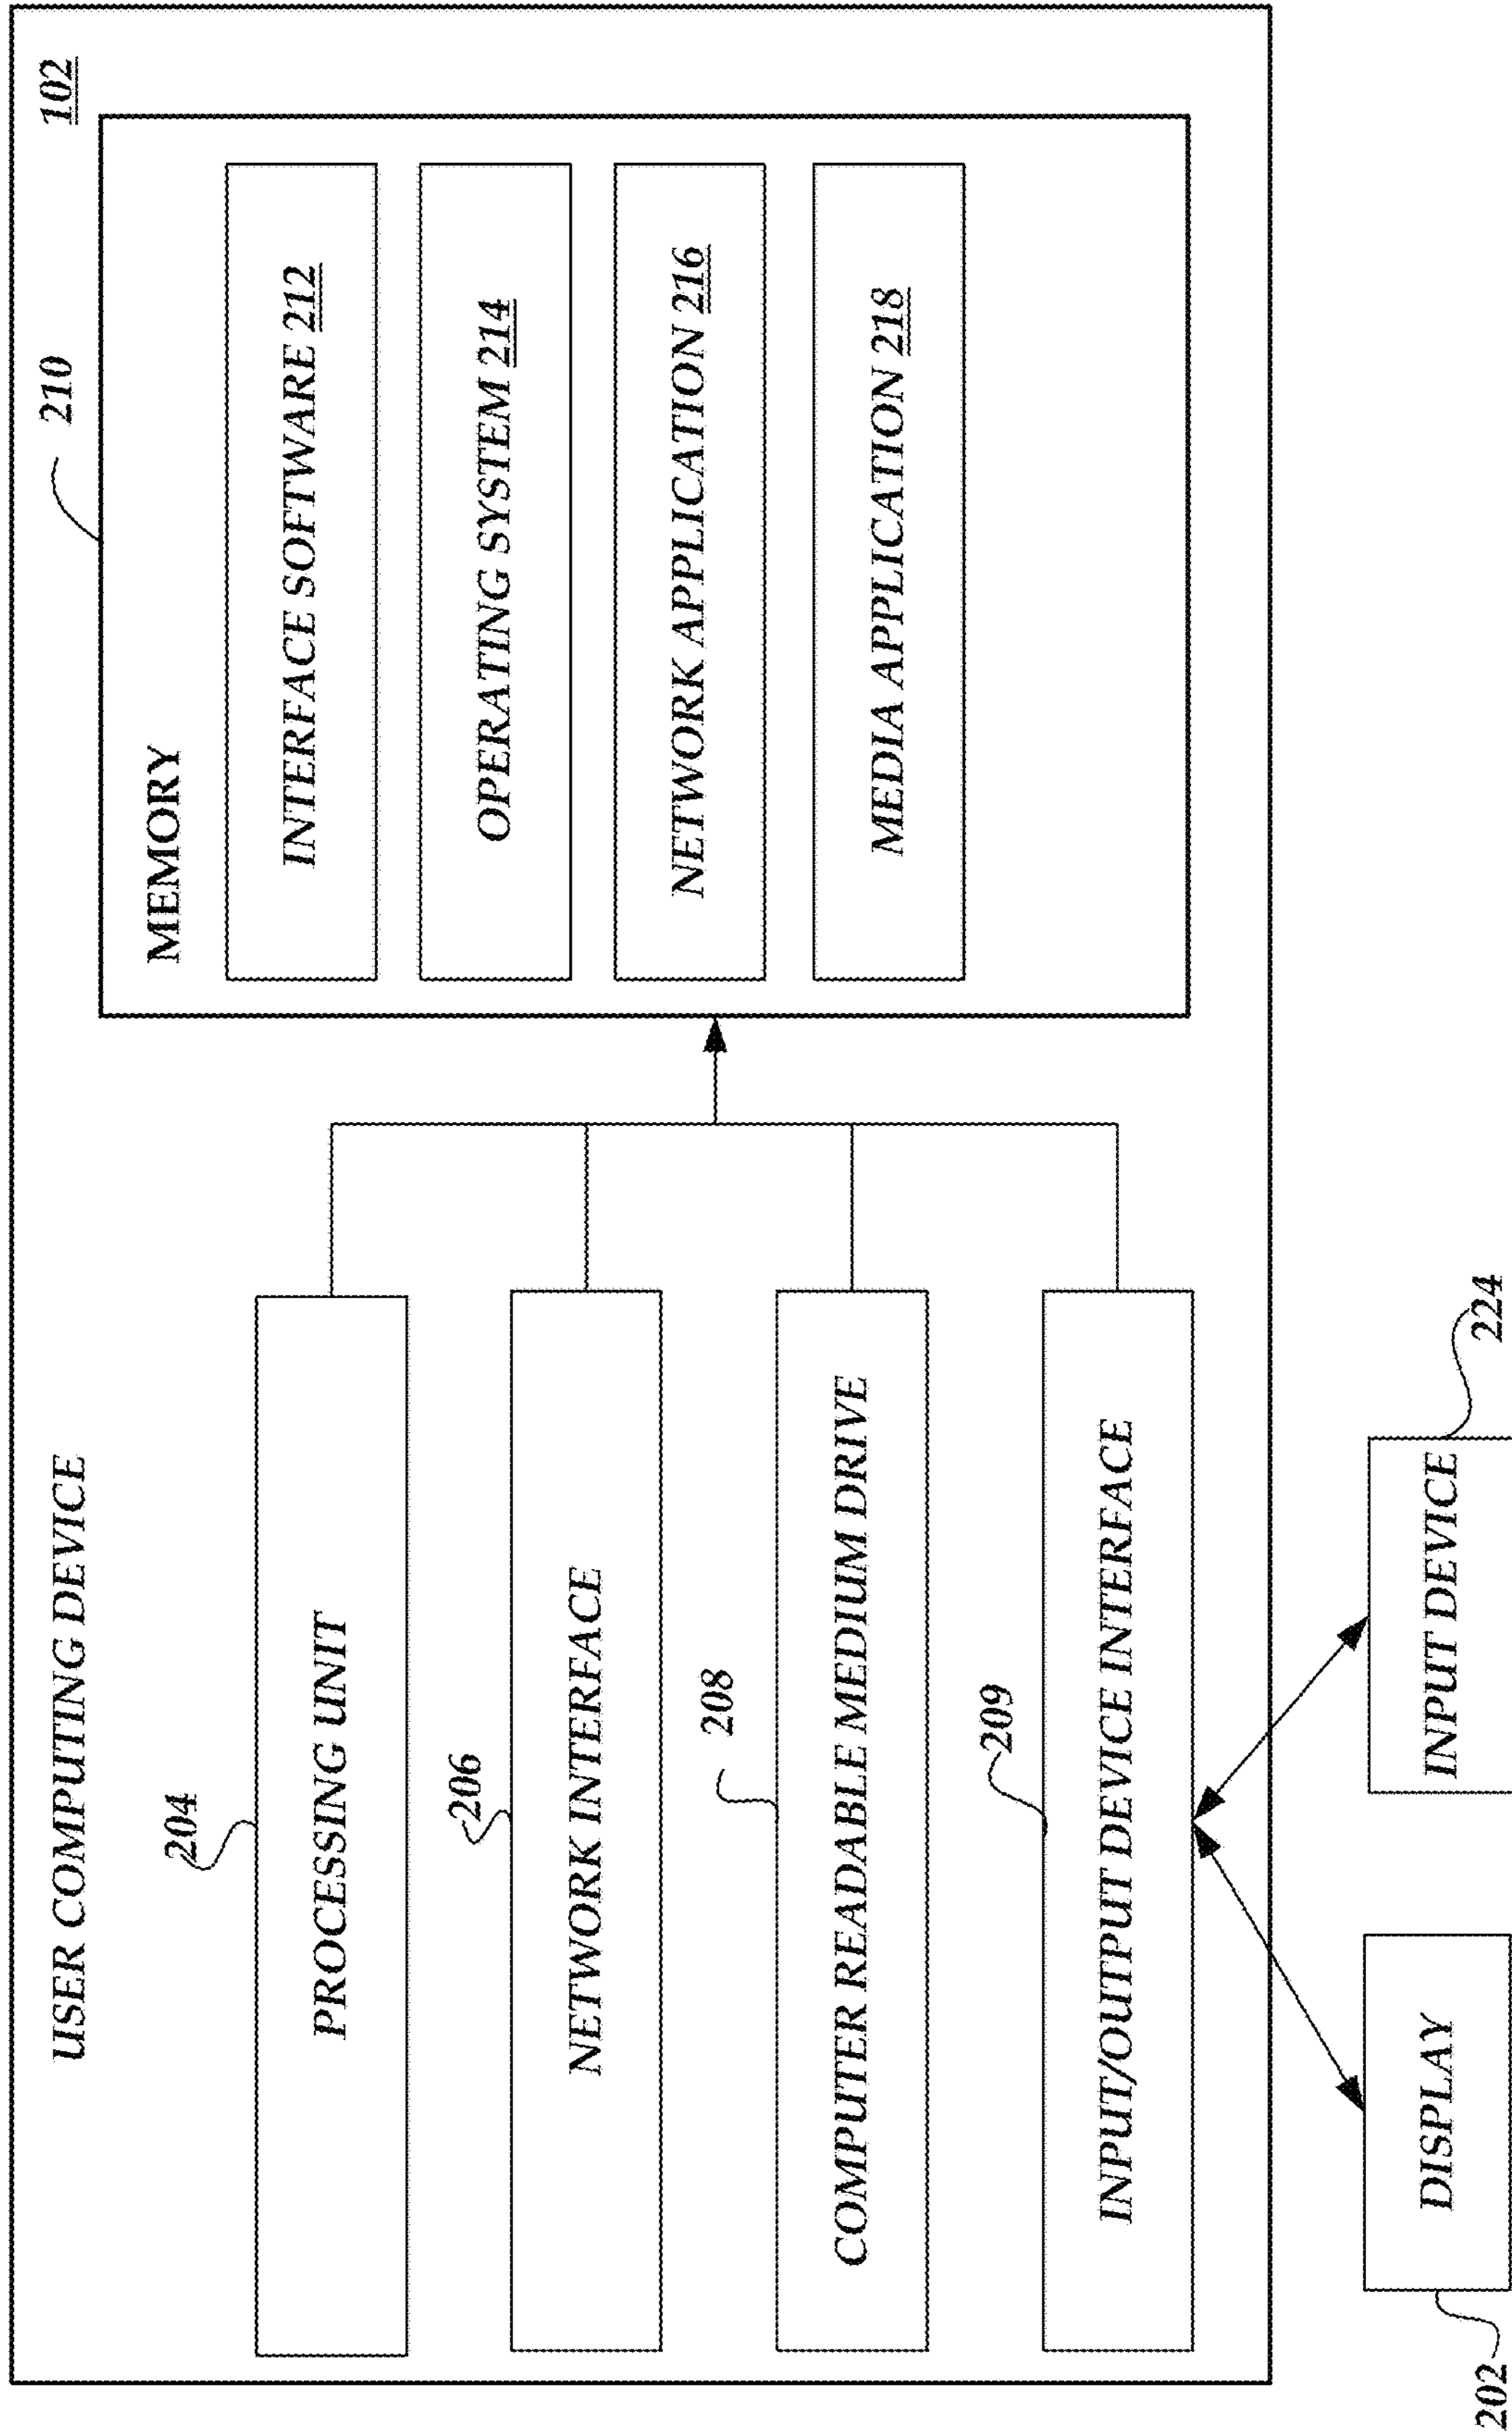 USER COMPUTING DEVICE
102
204
PROCESSING UNIT
206
NETWORK INTERFACE
208
COMPUTER READABLE MEDIUM DRIVE
209
INPUT/OUTPUT DEVICE INTERFACE
210
MEMORY
INTERFACE SOFTWARE 212
OPERATING SYSTEM 214
NETWORK APPLICATION 216
MEDIA APPLICATION 218
202
DISPLAY
INPUT DEVICE
224